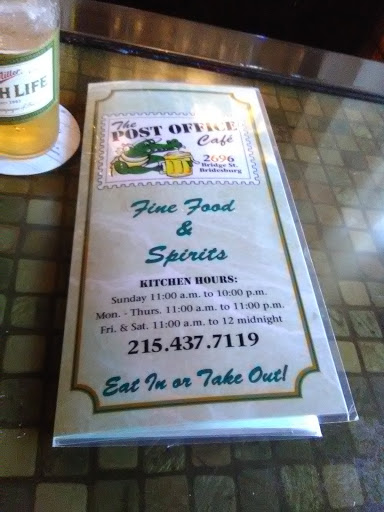 Miller
H LIFE
The
POST OFFICE
Café
2696
Bridge St.
Bridesburg
Fine Food
&
Spirits
KITCHEN HOURS:
Sunday 11:00 a.m. to 10:00 p.m.
Mon. - Thurs. 11:00 a.m. to 11:00 p.m.
Fri. & Sat. 11:00 a.m. to 12 midnight
215.437.7119
Eat In or Take Out!